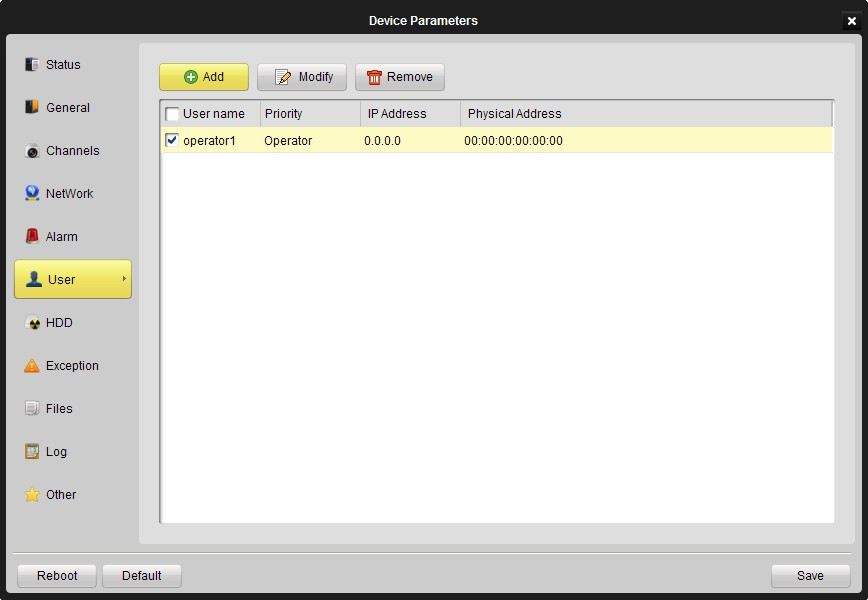 Device Parameters
Status
General
Channels
NetWork
Alarm
User
HDD
Exception
Files
Log
Other
Add Modify Remove
User name Priority IP Address Physical Address
operator1 Operator 0.0.0.0 00:00:00:00:00:00
Reboot Default Save